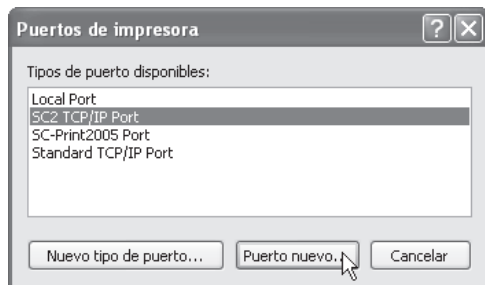 Puertos de impresora
Tipos de puerto disponibles:
Local Port
SC2 TCP/IP Port
SC-Print2005 Port
Standard TCP/IP Port
Nuevo tipo de puerto... Puerto nuevo... Cancelar